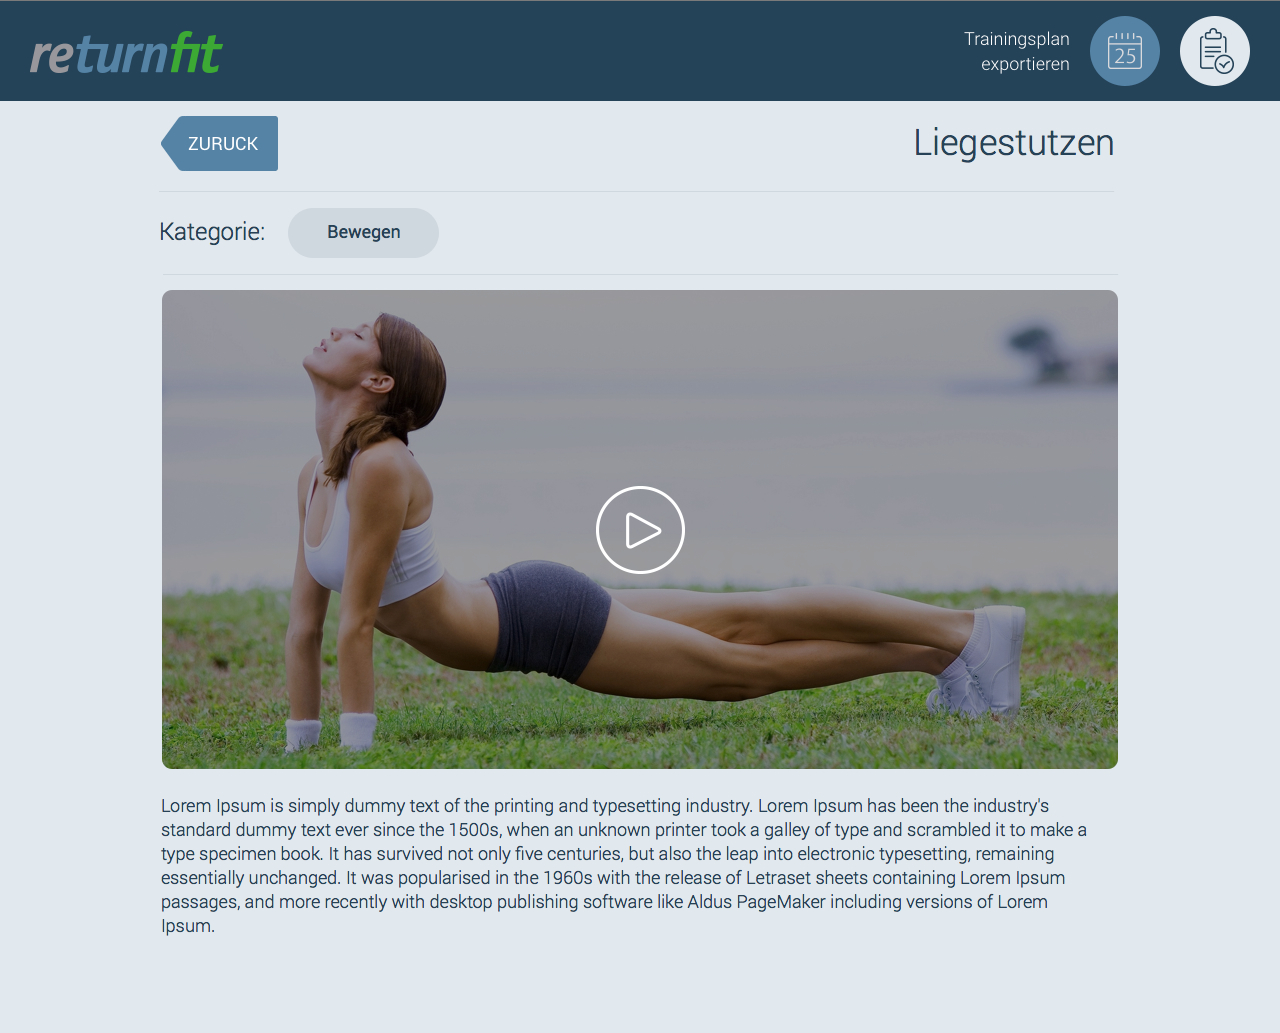 returnfit
Trainingsplan
exportieren
25
ZURUCK
Liegestutzen
Kategorie:
Bewegen
Lorem Ipsum is simply dummy text of the printing and typesetting industry. Lorem Ipsum has been the industry's
standard dummy text ever since the 1500s, when an unknown printer took a galley of type and scrambled it to make a
type specimen book. It has survived not only five centuries, but also the leap into electronic typesetting, remaining
essentially unchanged. It was popularised in the 1960s with the release of Letraset sheets containing Lorem Ipsum
passages, and more recently with desktop publishing software like Aldus PageMaker including versions of Lorem
Ipsum.